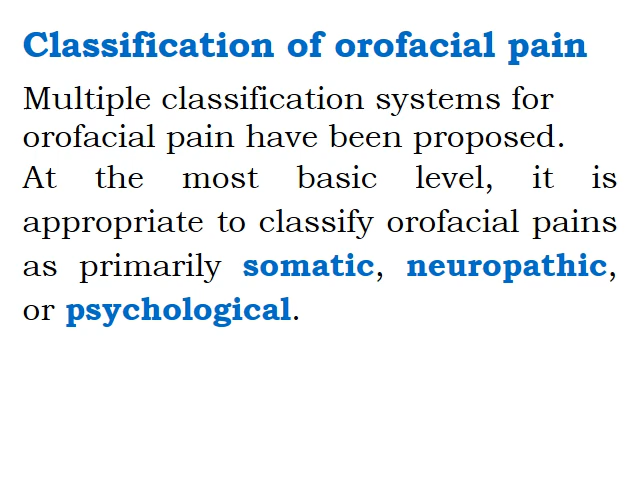 Classification of orofacial pain
Multiple classification systems for
orofacial pain have been proposed.
At the most basic level, it is
appropriate to classify orofacial pains
as primarily somatic, neuropathic,
or psychological.